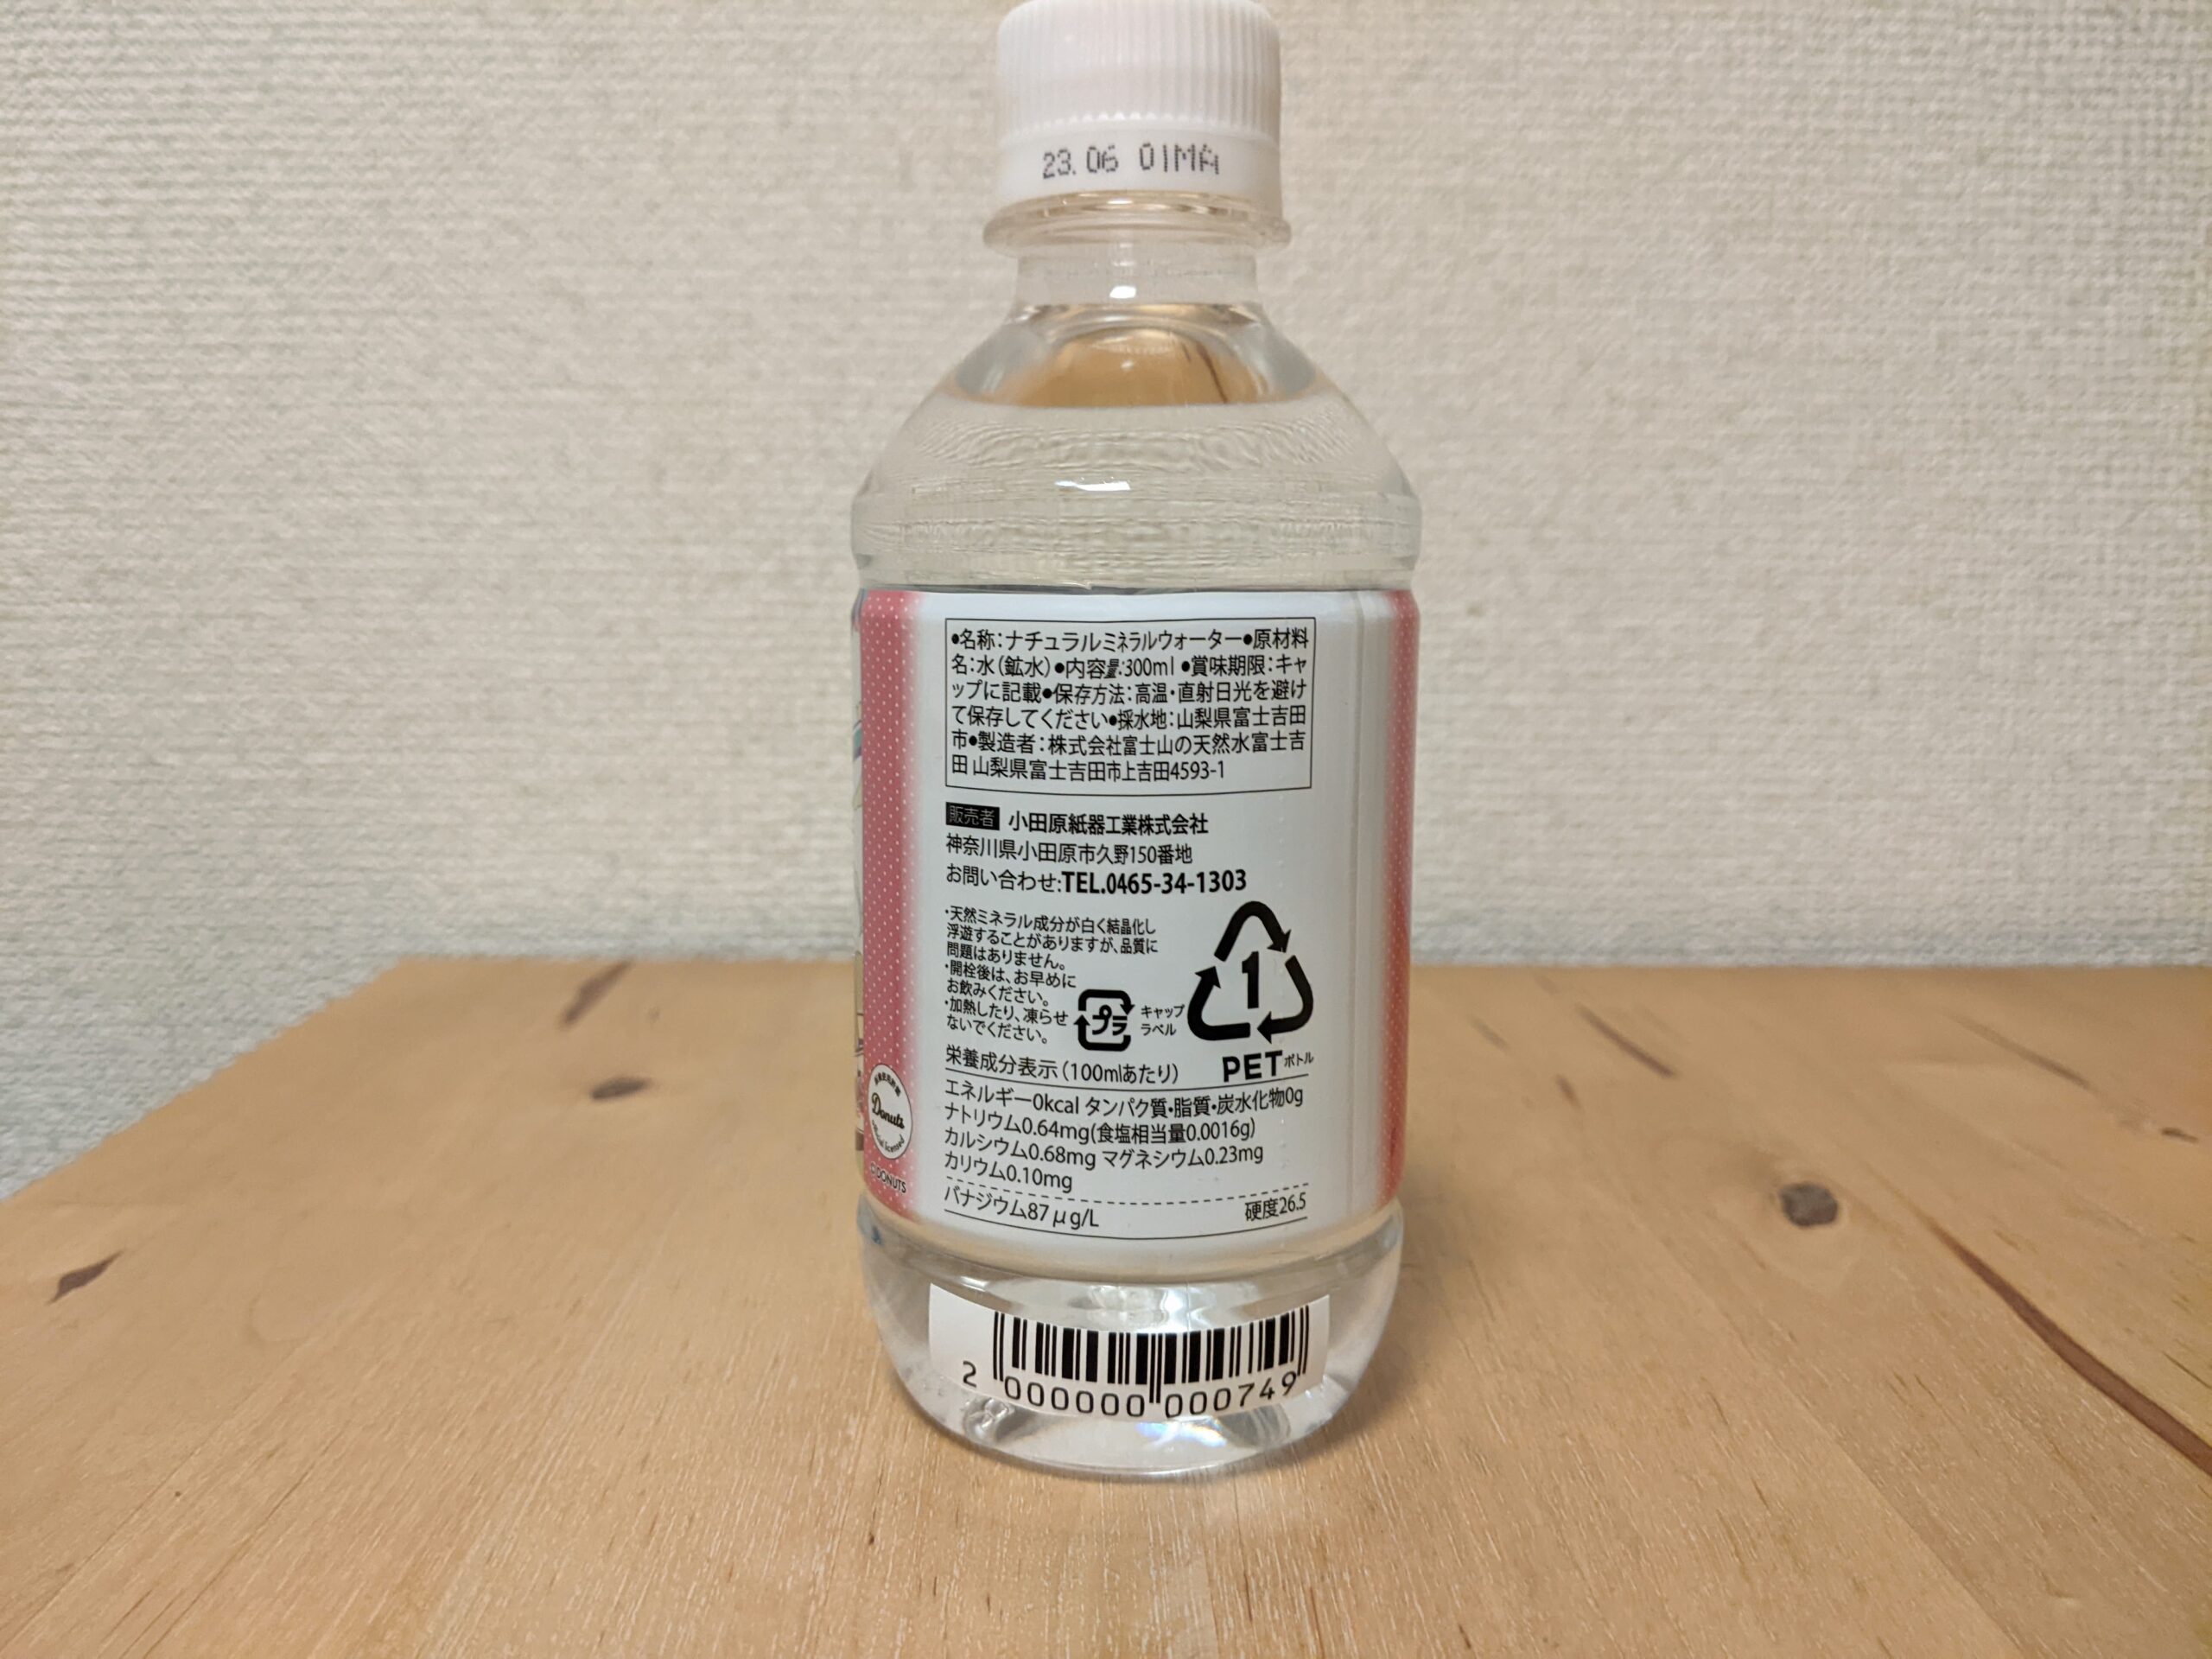 23.06 01MA
●名称：ナチュラルミネラルウォーター●原材料
名：水（鉱水）●内容量：300ml ●賞味期限：キャ
ップに記載●保存方法：高温・直射日光を避け
て保存してください●採水地：山梨県富士吉田
市●製造者：株式会社富士山の天然水富士吉
田 山梨県富士吉田市上吉田4593-1
販売者 小田原紙器工業株式会社
神奈川県小田原市久野150番地
お問い合わせ:TEL.0465-34-1303
・天然ミネラル成分が白く結晶化し
浮遊することがありますが、品質に
問題はありません。
・開栓後は、お早めに
お飲みください。
・加熱したり、凍らせ
ないでください。
プラ
キャップ
ラベル
1
PETボトル
栄養成分表示（100mlあたり）
エネルギー0kcal タンパク質・脂質・炭水化物0g
ナトリウム0.64mg(食塩相当量0.0016g)
カルシウム0.68mg マグネシウム0.23mg
カリウム0.10mg
バナジウム87μg/L 硬度26.5
Donuts
DONUTS
2 000000 000749